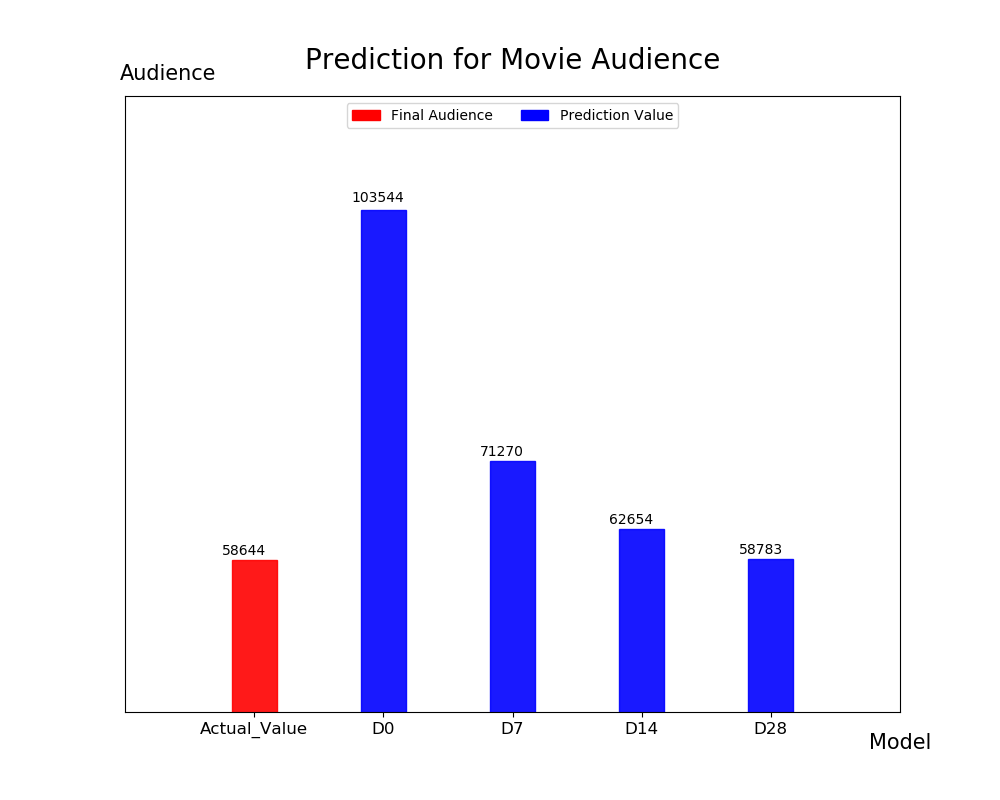 Prediction for Movie Audience
Audience
Final Audience
Prediction Value
103544
71270
62654
58644
58783
Actual_Value
D0
D7
D14
D28
Model